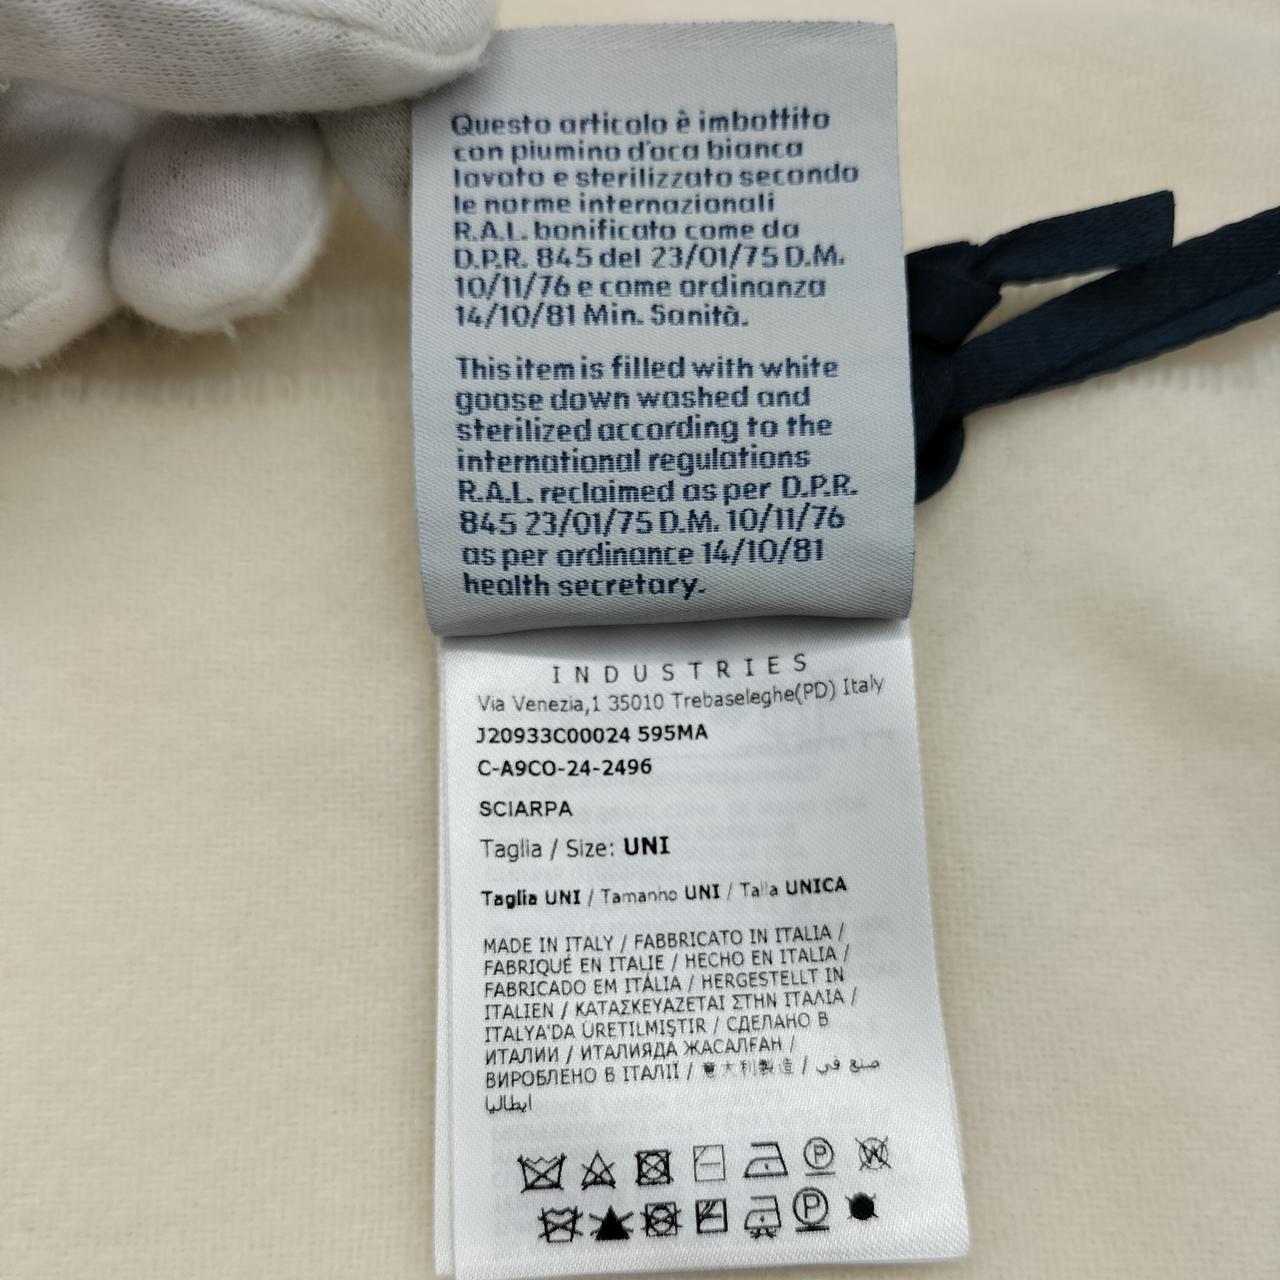 Questo articolo è imbottito
con piumino d'oca bianca
lavato e sterilizzato secondo
le norme internazionali
R.A.L. bonificato come da
D.P.R. 845 del 23/01/75 D.M.
10/11/76 e come ordinanza
14/10/81 Min. Sanità.
This item is filled with white
goose down washed and
sterilized according to the
international regulations
R.A.L. reclaimed as per D.P.R.
845 23/01/75 D.M. 10/11/76
as per ordinance 14/10/81
health secretary.
INDUSTRIES
Via Venezia,1 35010 Trebaseleghe(PD) Italy
J20933C00024 595MA
C-A9CO-24-2496
SCIARPA
Taglia / Size: UNI
Taglia UNI / Tamanho UNI / Talla UNICA
MADE IN ITALY / FABBRICATO IN ITALIA /
FABRIQUÉ EN ITALIE / HECHO EN ITALIA /
FABRICADO EM ITÁLIA / HERGESTELLT IN
ITALIEN / ΚΑΤΑΣΚΕΥΑΖΕΤΑΙ ΣΤΗΝ ΙΤΑΛΙΑ /
ITALYA'DA ÜRETILMIŞTIR / СДЕЛАНО В
ИТАЛИИ / ИТАЛИЯДА ЖАСАЛҒАН /
ВИРОБЛЕНО В ІТАЛІЇ / 意大利製造 / صنع في
ايطاليا
P W
P